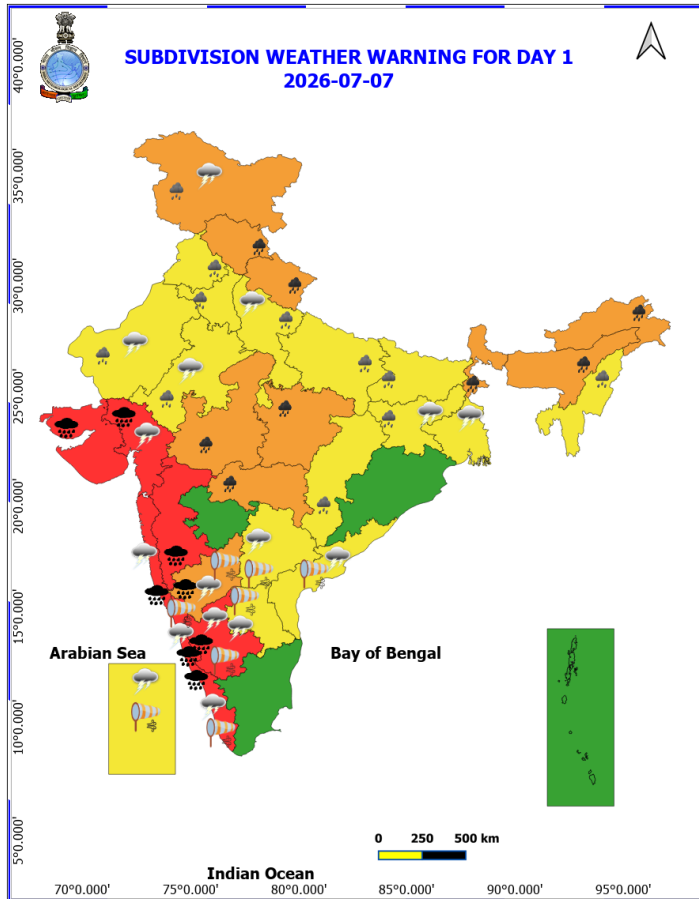 SUBDIVISION WEATHER WARNING FOR DAY 1
2026-07-07
40°0.000'
35°0.000'
30°0.000'
25°0.000'
20°0.000'
15°0.000'
10°0.000'
5°0.000'
Arabian Sea
Bay of Bengal
0 250 500 km
Indian Ocean
70°0.000' 75°0.000' 80°0.000' 85°0.000' 90°0.000' 95°0.000'